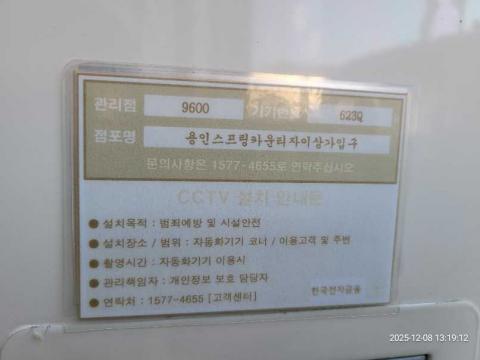 관리점 9600 기기번호 623Q
점포명 용인스프링카운티자이상가입구
문의사항은 1577-4655로 연락주십시오
CCTV 설치 안내문
● 설치목적 : 범죄예방 및 시설안전
● 설치장소 / 범위 : 자동화기기 코너 / 이용고객 및 주변
● 촬영시간 : 자동화기기 이용시
● 관리책임자 : 개인정보 보호 담당자
● 연락처 : 1577-4655 [고객센터]
한국전자금융
2025-12-08 13:19:12